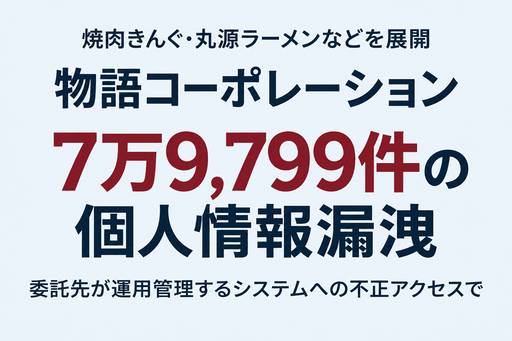 焼肉きんぐ・丸源ラーメンなどを展開
物語コーポレーション
7万9,799件の
個人情報漏洩
委託先が運用管理するシステムへの不正アクセスで